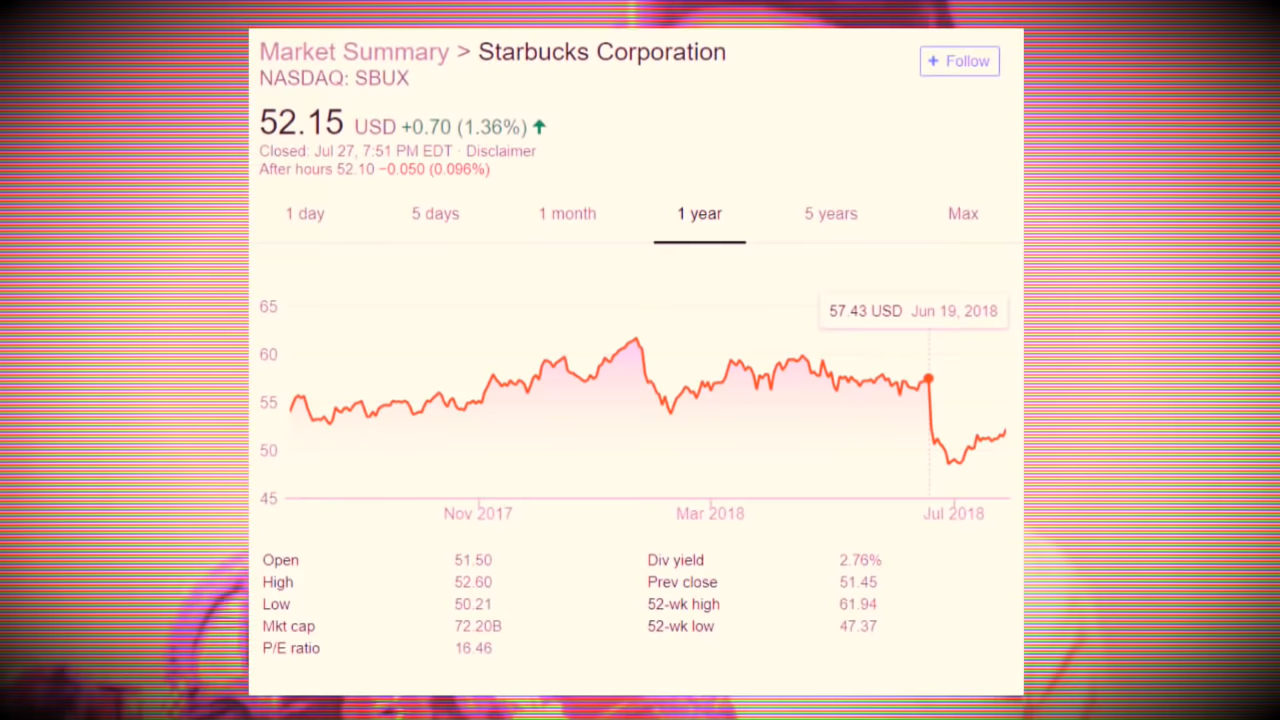 Market Summary > Starbucks Corporation
+ Follow
NASDAQ: SBUX
52.15 USD +0.70 (1.36%)
Closed: Jul 27, 7:51 PM EDT · Disclaimer
After hours 52.10 −0.050 (0.096%)
1 day 5 days 1 month 1 year 5 years Max
57.43 USD Jun 19, 2018
65
60
55
50
45
Nov 2017 Mar 2018 Jul 2018
Open 51.50 Div yield 2.76%
High 52.60 Prev close 51.45
Low 50.21 52-wk high 61.94
Mkt cap 72.20B 52-wk low 47.37
P/E ratio 16.46